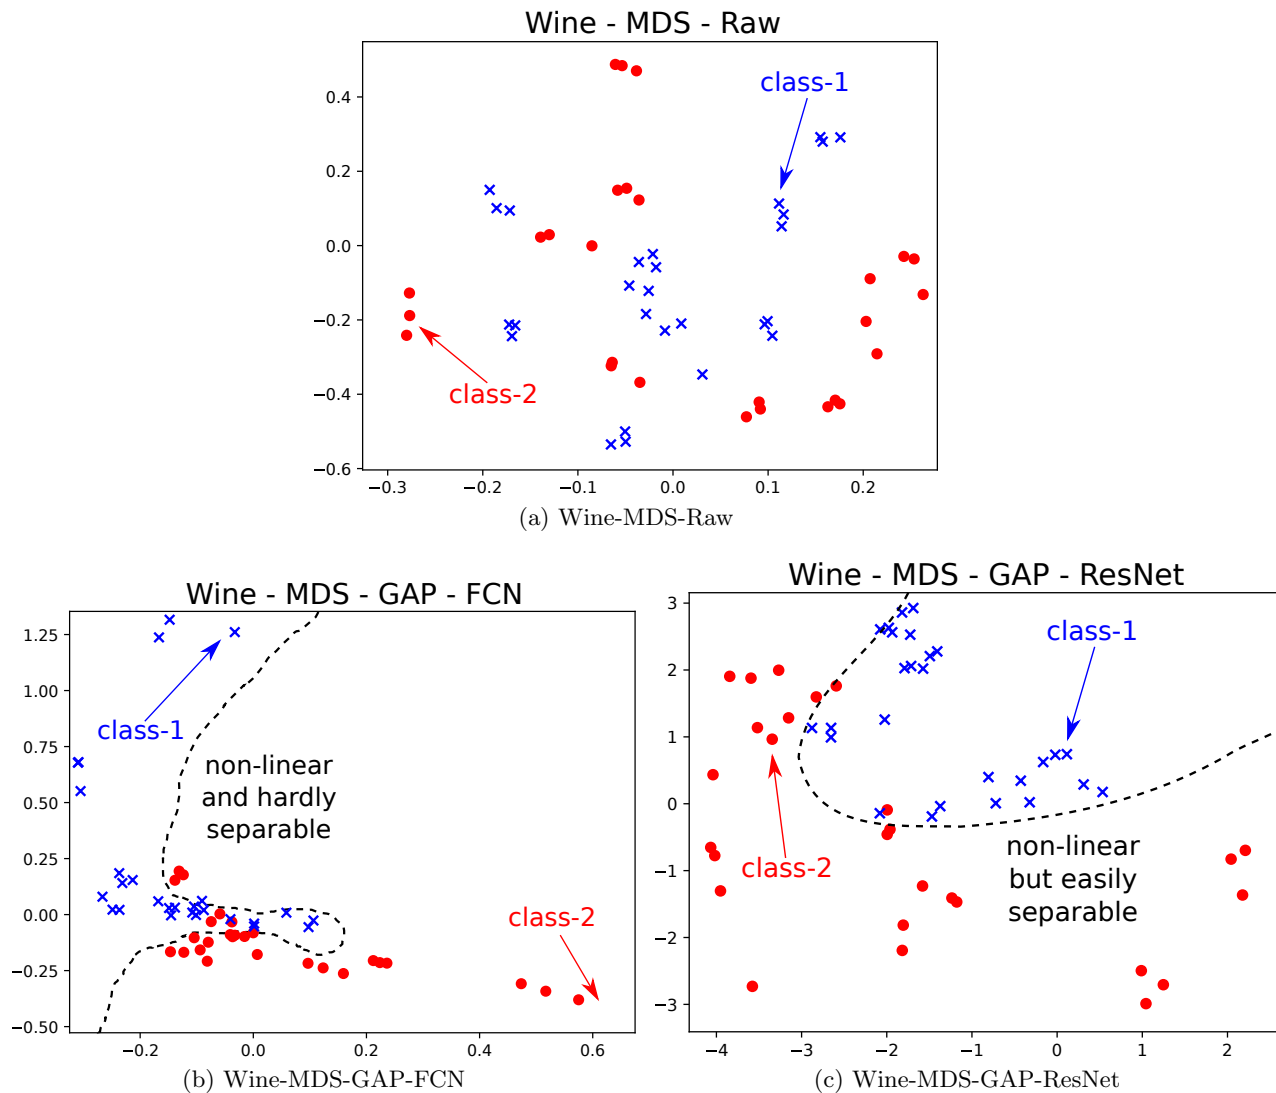 Wine - MDS - Raw
class-1
class-2
0.4
0.2
0.0
−0.2
−0.4
−0.6
−0.3
−0.2
−0.1
0.0
0.1
0.2
(a) Wine-MDS-Raw
Wine - MDS - GAP - FCN
class-1
non-linear
and hardly
separable
class-2
1.25
1.00
0.75
0.50
0.25
0.00
−0.25
−0.50
−0.2
0.0
0.2
0.4
0.6
(b) Wine-MDS-GAP-FCN
Wine - MDS - GAP - ResNet
class-1
class-2
non-linear
but easily
separable
3
2
1
0
−1
−2
−3
−4
−3
−2
−1
0
1
2
(c) Wine-MDS-GAP-ResNet